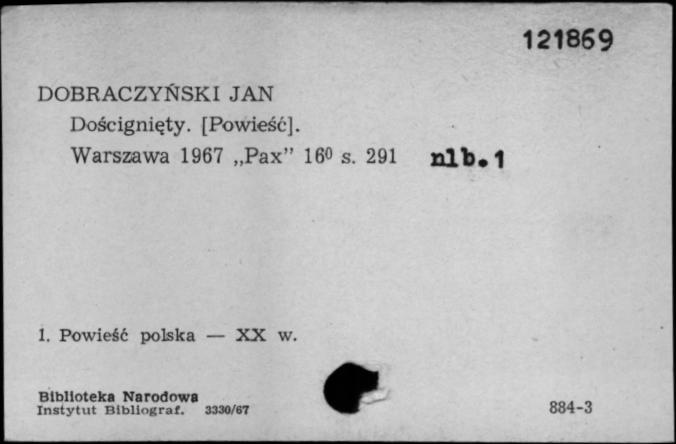 121869
DOBRACZYŃSKI JAN
Doścignięty. [Powieść].
Warszawa 1967 „Pax” 16⁰ s. 291 nlb.1
1. Powieść polska — XX w.
Biblioteka Narodowa
Instytut Bibliograf. 3330/67
884-3